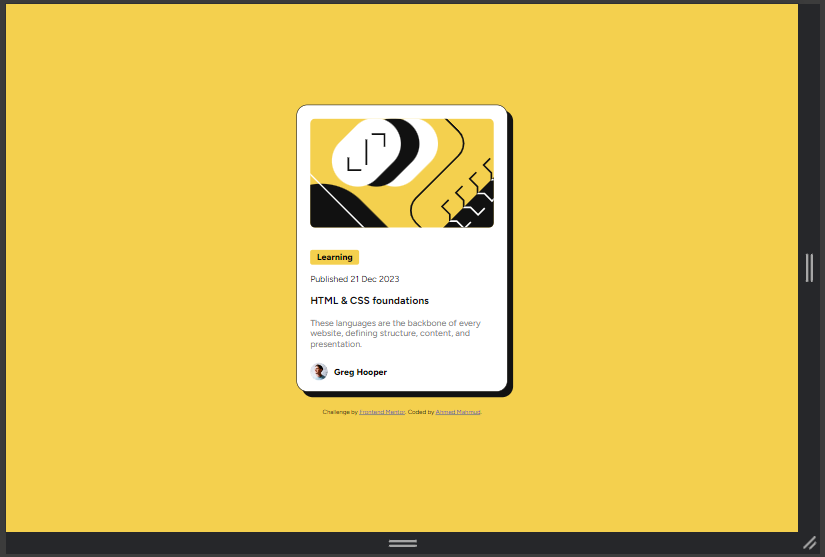 Learning
Published 21 Dec 2023
HTML & CSS foundations
These languages are the backbone of every
website, defining structure, content, and
presentation.
Greg Hooper
Challenge by Frontend Mentor. Coded by Ahmed Mahmud.